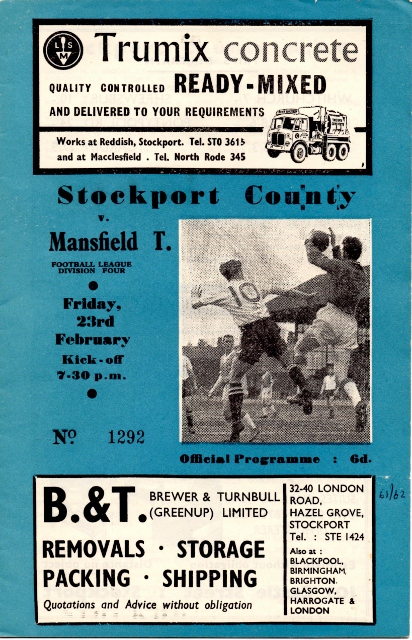 L S M
Trumix concrete
QUALITY CONTROLLED READY-MIXED
AND DELIVERED TO YOUR REQUIREMENTS
Works at Reddish, Stockport. Tel. STO 3615
and at Macclesfield . Tel. North Rode 345
Stockport County
v.
Mansfield T.
FOOTBALL LEAGUE
DIVISION FOUR
Friday,
23rd
February
Kick-off
7-30 p.m.
Nº 1292
10
Official Programme : 6d.
B.&T. BREWER & TURNBULL
(GREENUP) LIMITED
REMOVALS · STORAGE
PACKING · SHIPPING
Quotations and Advice without obligation
32-40 LONDON
ROAD,
HAZEL GROVE,
STOCKPORT
Tel. : STE 1424
Also at :
BLACKPOOL,
BIRMINGHAM,
BRIGHTON,
GLASGOW,
HARROGATE &
LONDON
61/62